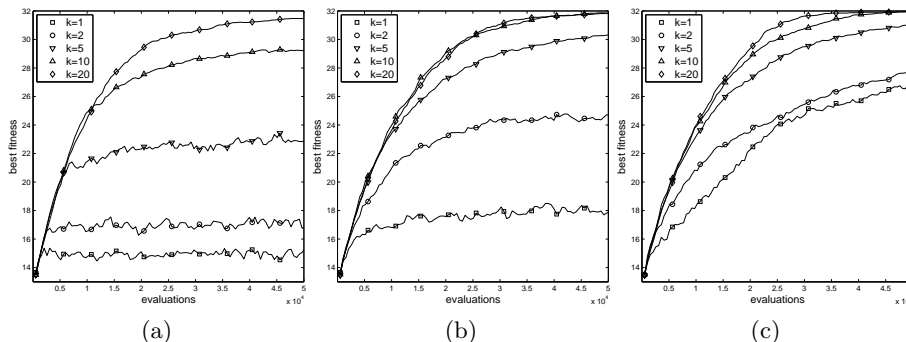 32
30
28
26
24
22
20
18
16
14
best fitness
k=1
k=2
k=5
k=10
k=20
0.5 1 1.5 2 2.5 3 3.5 4 4.5 5
x 10^4
evaluations
(a)
32
30
28
26
24
22
20
18
16
14
best fitness
k=1
k=2
k=5
k=10
k=20
0.5 1 1.5 2 2.5 3 3.5 4 4.5 5
x 10^4
evaluations
(b)
32
30
28
26
24
22
20
18
16
14
best fitness
k=1
k=2
k=5
k=10
k=20
0.5 1 1.5 2 2.5 3 3.5 4 4.5
evaluations
(c)